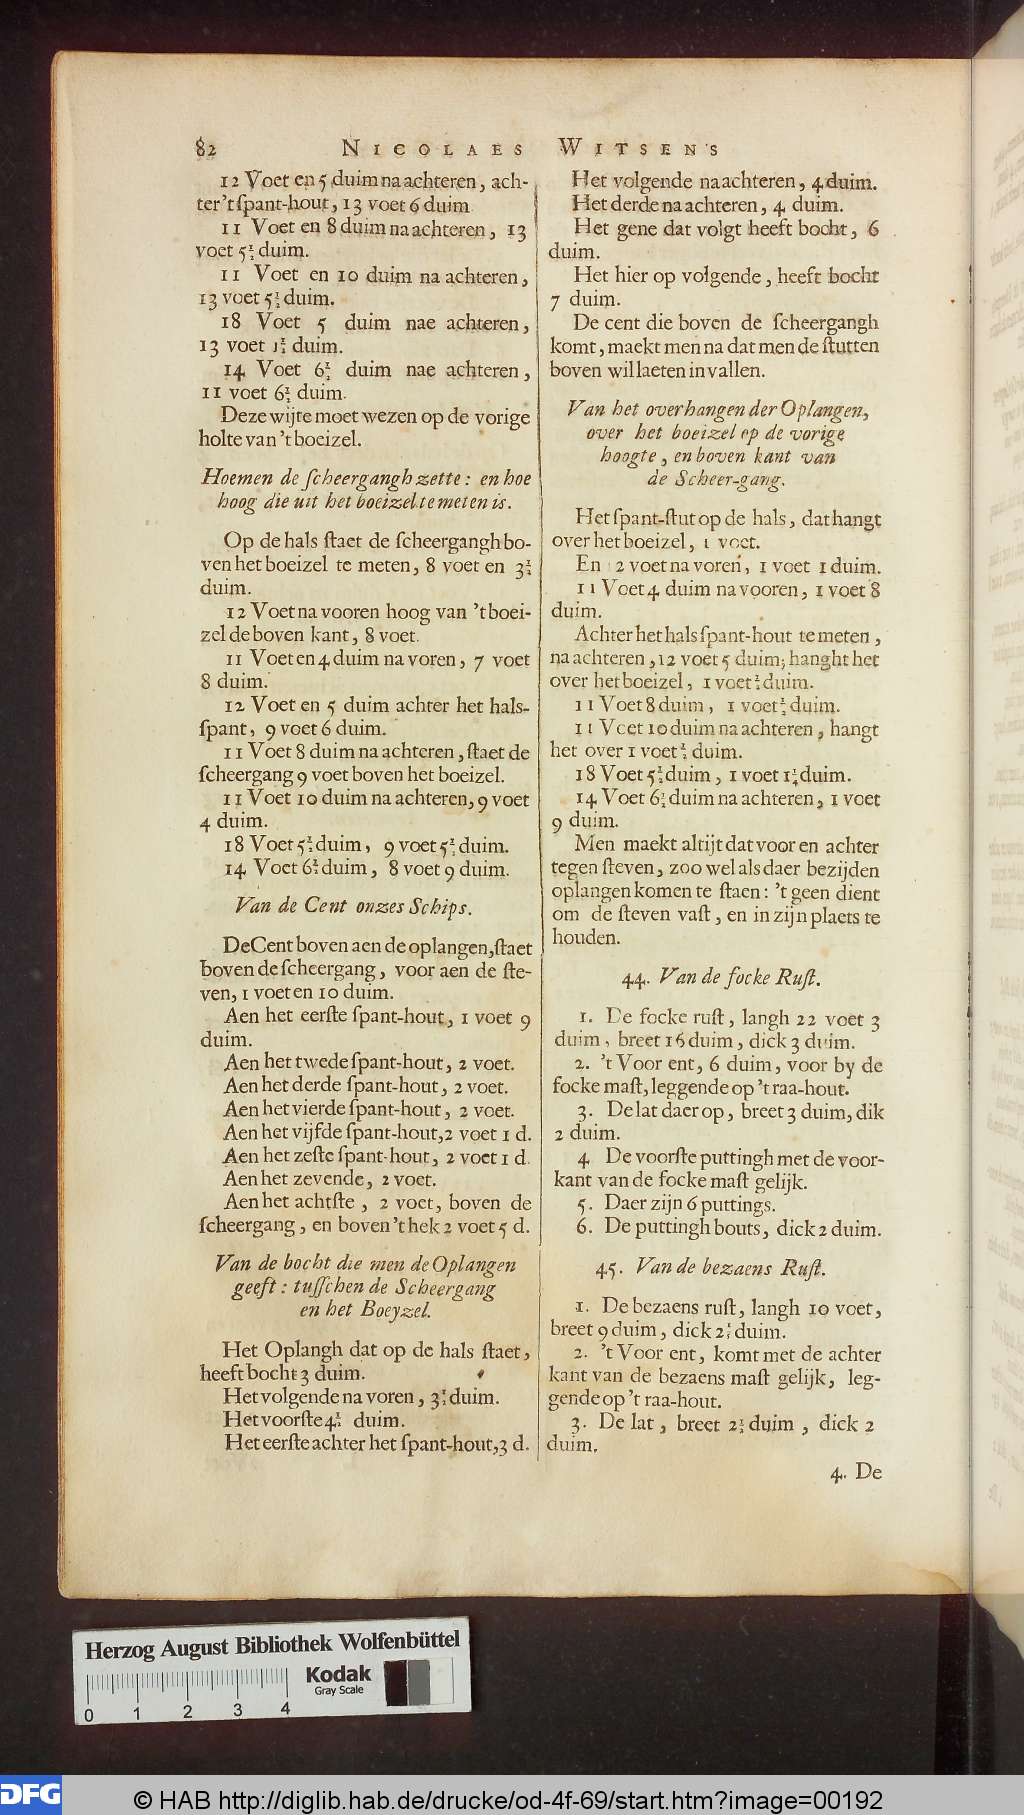 82 NICOLAES WITSENS
12 Voet en 5 duim na achteren, ach-
ter 't ſpant-hout, 13 voet 6 duim
11 Voet en 8 duim na achteren, 13
voet 5½ duim.
11 Voet en 10 duim na achteren,
13 voet 5½ duim.
18 Voet 5 duim nae achteren,
13 voet 1½ duim.
14 Voet 6½ duim nae achteren,
11 voet 6½ duim.
Deze wijte moet wezen op de vorige
holte van 't boeizel.
Hoe men de ſcheergangh zette: en hoe
hoog die uit het boeizel te meten is.
Op de hals ſtaet de ſcheergangh bo-
ven het boeizel te meten, 8 voet en 3½
duim.
12 Voet na vooren hoog van 't boei-
zel de boven kant, 8 voet.
11 Voet en 4 duim na voren, 7 voet
8 duim.
12 Voet en 5 duim achter het hals-
ſpant, 9 voet 6 duim.
11 Voet 8 duim na achteren, ſtaet de
ſcheergang 9 voet boven het boeizel.
11 Voet 10 duim na achteren, 9 voet
4 duim.
18 Voet 5½ duim, 9 voet 5½ duim.
14 Voet 6½ duim, 8 voet 9 duim.
Van de Cent onzes Schips.
De Cent boven aen de oplangen, ſtaet
boven de ſcheergang, voor aen de ſte-
ven, 1 voet en 10 duim.
Aen het eerſte ſpant-hout, 1 voet 9
duim.
Aen het twede ſpant-hout, 2 voet.
Aen het derde ſpant-hout, 2 voet.
Aen het vierde ſpant-hout, 2 voet.
Aen het vijfde ſpant-hout, 2 voet 1 d.
Aen het zeſte ſpant-hout, 2 voet 1 d.
Aen het zevende, 2 voet.
Aen het achtſte, 2 voet, boven de
ſcheergang, en boven 't hek 2 voet 5 d.
Van de bocht die men de Oplangen
geeft: tuſſchen de Scheergang
en het Boeyzel.
Het Oplangh dat op de hals ſtaet,
heeft bocht 3 duim.
Het volgende na voren, 3½ duim.
Het voorſte 4½ duim.
Het eerſte achter het ſpant-hout, 3 d.
Het volgende na achteren, 4 duim.
Het derde na achteren, 4 duim.
Het gene dat volgt heeft bocht, 6
duim.
Het hier op volgende, heeft bocht
7 duim.
De cent die boven de ſcheergangh
komt, maekt men na dat men de ſtutten
boven wil laeten in vallen.
Van het overhangen der Oplangen,
over het boeizel op de vorige
hoogte, en boven kant van
de Scheer-gang.
Het ſpant-ſtut op de hals, dat hangt
over het boeizel, 1 voet.
En 2 voet na voren, 1 voet 1 duim.
11 Voet 4 duim na vooren, 1 voet 8
duim.
Achter het hals ſpant-hout te meten,
na achteren, 12 voet 5 duim; hanght het
over het boeizel, 1 voet ½ duim.
11 Voet 8 duim, 1 voet ½ duim.
11 Voet 10 duim na achteren, hangt
het over 1 voet ½ duim.
18 Voet 5½ duim, 1 voet 1¼ duim.
14 Voet 6½ duim na achteren, 1 voet
9 duim.
Men maekt altijt dat voor en achter
tegen ſteven, zoo wel als daer bezijden
oplangen komen te ſtaen: 't geen dient
om de ſteven vaſt, en in zijn plaets te
houden.
44. Van de focke Ruſt.
1. De focke ruſt, langh 22 voet 3
duim, breet 16 duim, dick 3 duim.
2. 't Voor ent, 6 duim, voor by de
focke maſt, leggende op 't raa-hout.
3. De lat daer op, breet 3 duim, dik
2 duim.
4 De voorſte puttingh met de voor-
kant van de focke maſt gelijk.
5. Daer zijn 6 puttings.
6. De puttingh bouts, dick 2 duim.
45. Van de bezaens Ruſt.
1. De bezaens ruſt, langh 10 voet,
breet 9 duim, dick 2½ duim.
2. 't Voor ent, komt met de achter
kant van de bezaens maſt gelijk, leg-
gende op 't raa-hout.
3. De lat, breet 2½ duim, dick 2
duim.
4. De
Herzog August Bibliothek Wolfenbüttel
Kodak
Gray Scale
0 1 2 3 4
DFG © HAB http://diglib.hab.de/drucke/od-4f-69/start.htm?image=00192